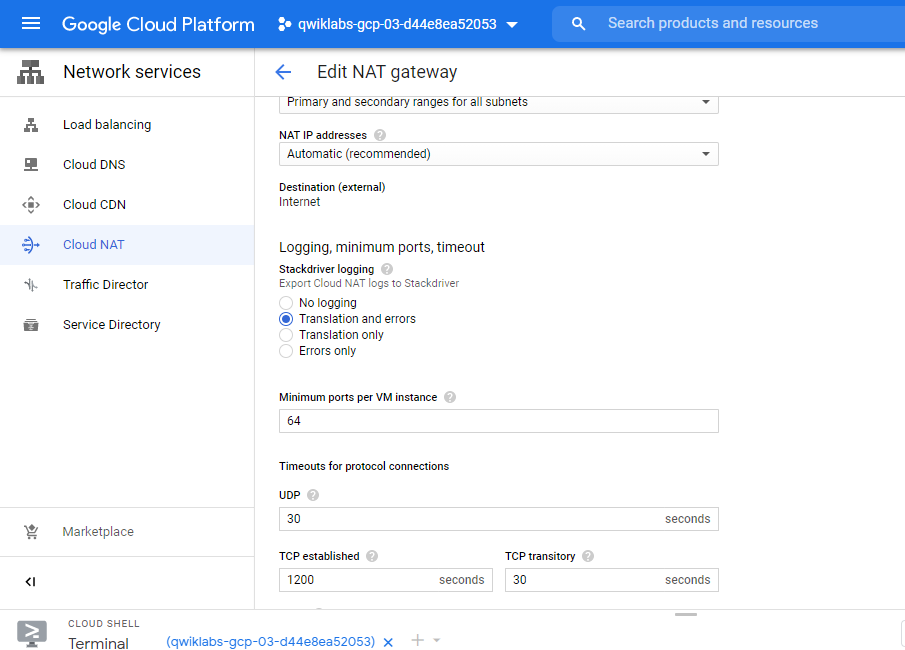 Google Cloud Platform
qwiklabs-gcp-03-d44e8ea52053
Search products and resources
Network services
Edit NAT gateway
Load balancing
Cloud DNS
Cloud CDN
Cloud NAT
Traffic Director
Service Directory
Marketplace
Primary and secondary ranges for all subnets
NAT IP addresses ?
Automatic (recommended)
Destination (external)
Internet
Logging, minimum ports, timeout
Stackdriver logging ?
Export Cloud NAT logs to Stackdriver
No logging
Translation and errors
Translation only
Errors only
Minimum ports per VM instance ?
64
Timeouts for protocol connections
UDP ?
30 seconds
TCP established ? TCP transitory ?
1200 seconds 30 seconds
CLOUD SHELL
Terminal (qwiklabs-gcp-03-d44e8ea52053)